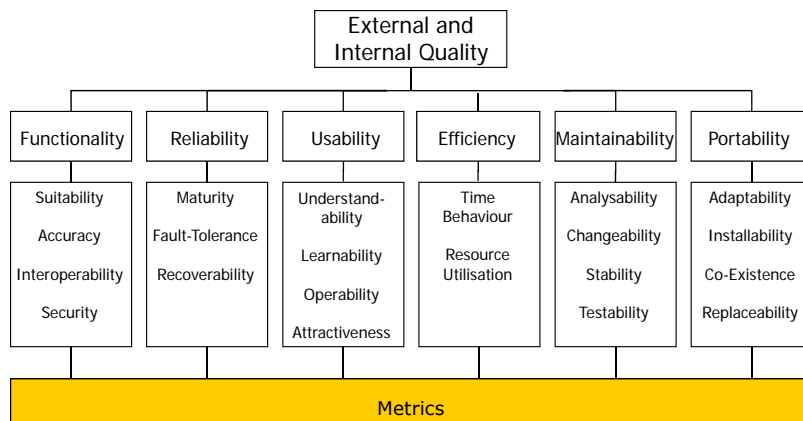 External and
Internal Quality
Functionality
Reliability
Usability
Efficiency
Maintainability
Portability
Suitability
Accuracy
Interoperability
Security
Maturity
Fault-Tolerance
Recoverability
Understand-
ability
Learnability
Operability
Attractiveness
Time
Behaviour
Resource
Utilisation
Analysability
Changeability
Stability
Testability
Adaptability
Installability
Co-Existence
Replaceability
Metrics